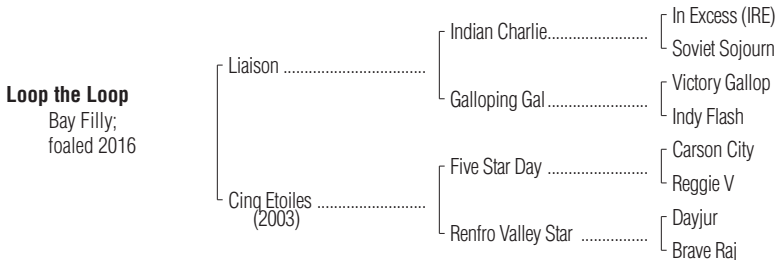 In Excess (IRE)
Indian Charlie
Soviet Sojourn
Liaison
Victory Gallop
Galloping Gal
Indy Flash
Loop the Loop
Bay Filly;
foaled 2016
Carson City
Five Star Day
Reggie V
Cinq Etoiles
(2003)
Dayjur
Renfro Valley Star
Brave Raj